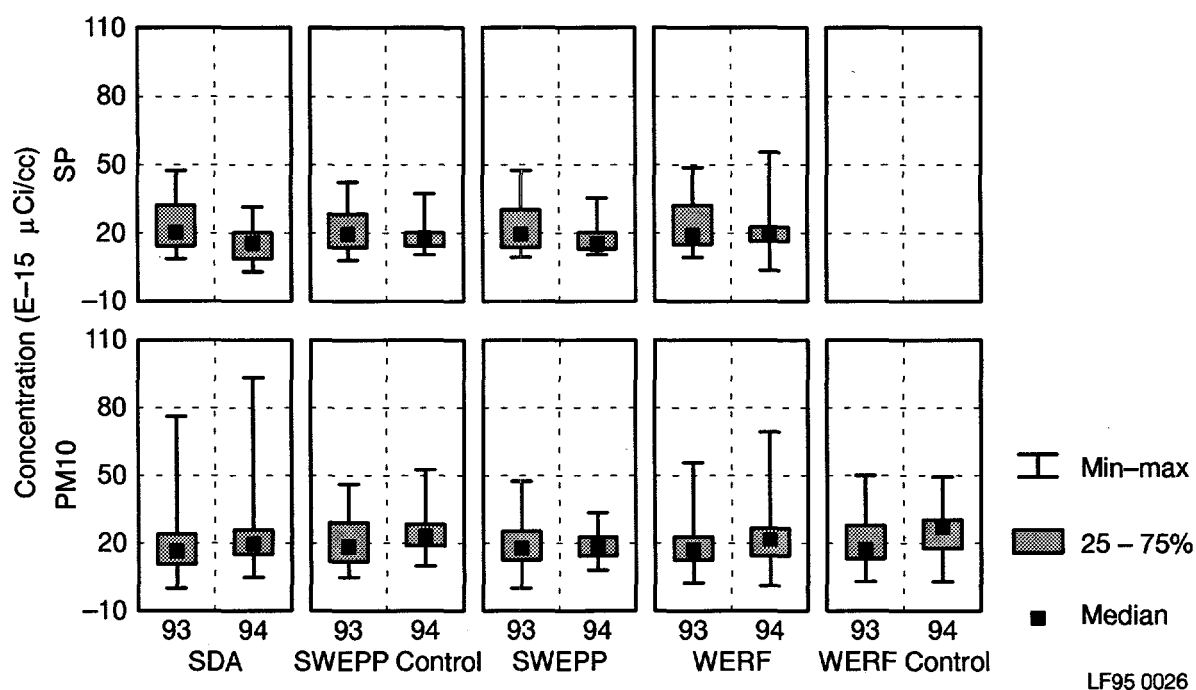 Concentration (E–15 μCi/cc)
SP
110
80
50
20
–10
PM10
110
80
50
20
–10
93 94
93 94
93 94
93 94
93 94
SDA
SWEPP Control
SWEPP
WERF
WERF Control
Min–max
25 – 75%
Median
LF95 0026